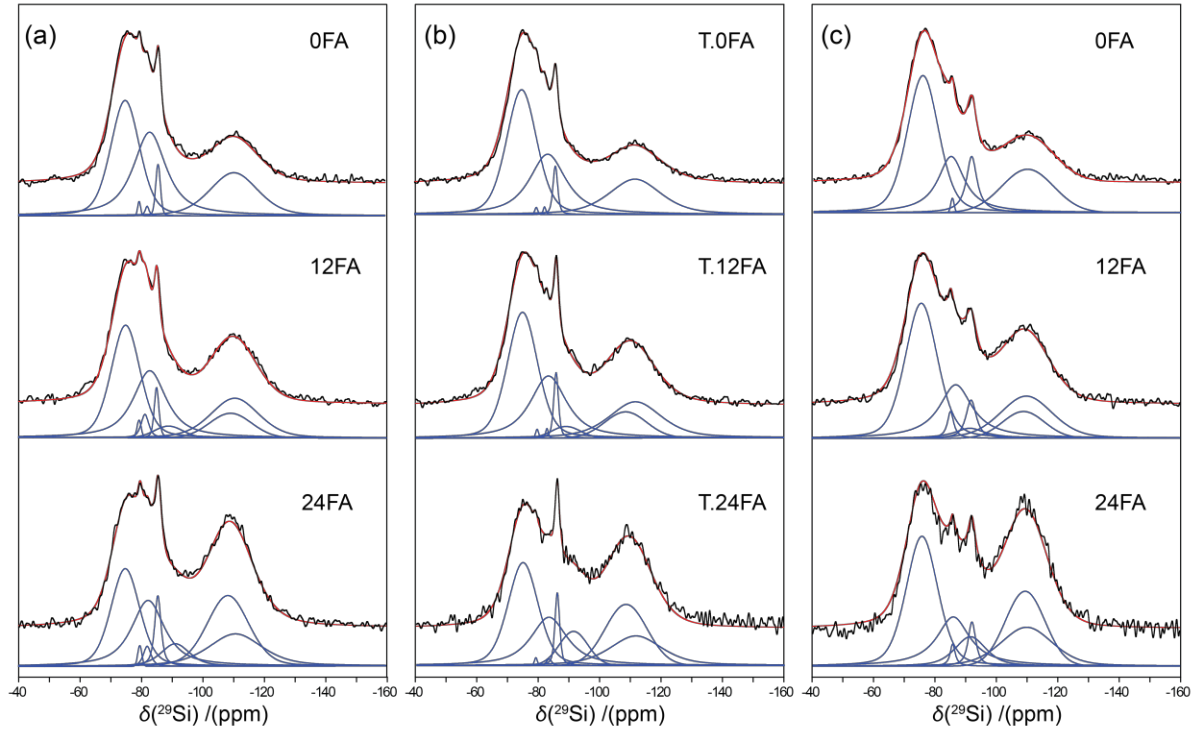 (a) 0FA
(b) T.0FA
(c) 0FA
12FA
T.12FA
12FA
24FA
T.24FA
24FA
-40 -60 -80 -100 -120 -140 -160
-40 -60 -80 -100 -120 -140 -160
-40 -60 -80 -100 -120 -140 -160
δ(²⁹Si) /(ppm)
δ(²⁹Si) /(ppm)
δ(²⁹Si) /(ppm)